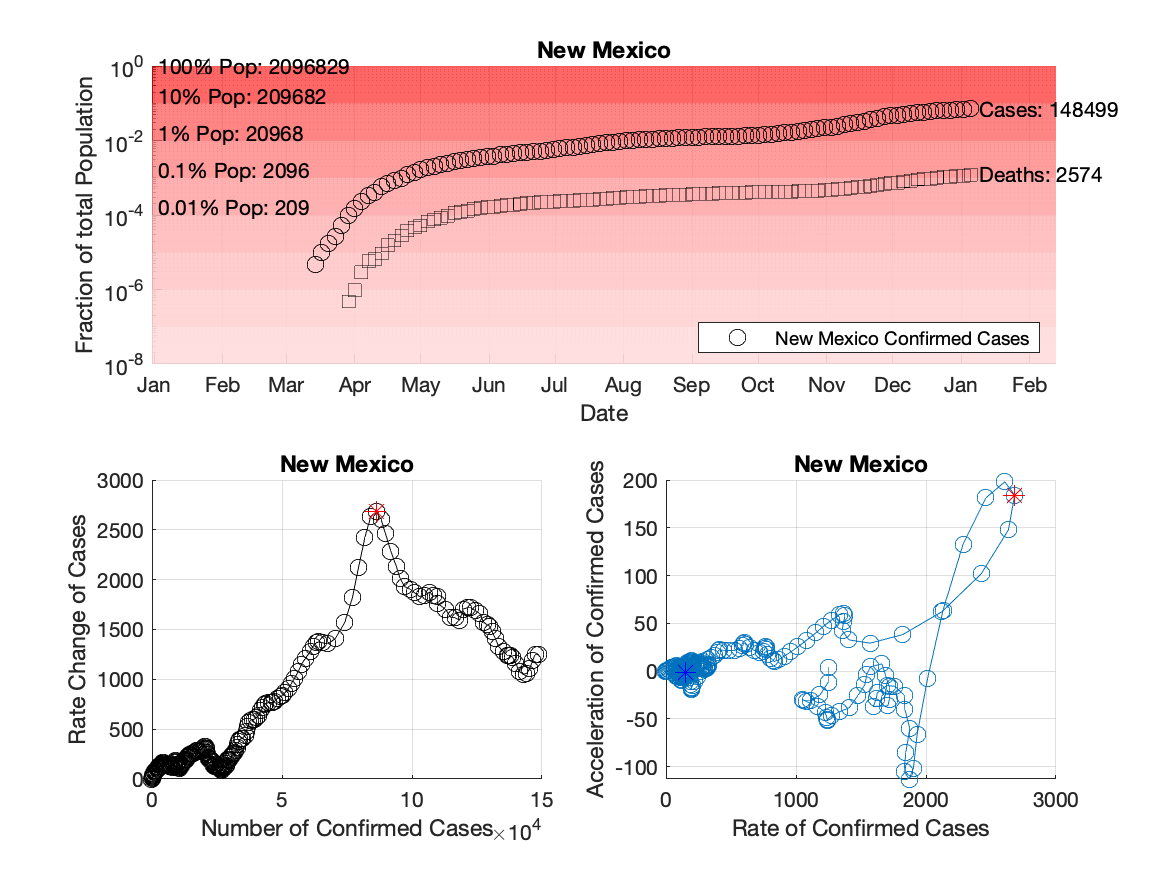 New Mexico
10^0
10^-2
10^-4
10^-6
10^-8
Fraction of total Population
100% Pop: 2096829
10% Pop: 209682
1% Pop: 20968
0.1% Pop: 2096
0.01% Pop: 209
Cases: 148499
Deaths: 2574
New Mexico Confirmed Cases
Jan Feb Mar Apr May Jun Jul Aug Sep Oct Nov Dec Jan Feb
Date
New Mexico
3000
2500
2000
1500
1000
500
0
Rate Change of Cases
0 5 10 15
Number of Confirmed Cases ×10^4
New Mexico
200
150
100
50
0
-50
-100
Acceleration of Confirmed Cases
0 1000 2000 3000
Rate of Confirmed Cases